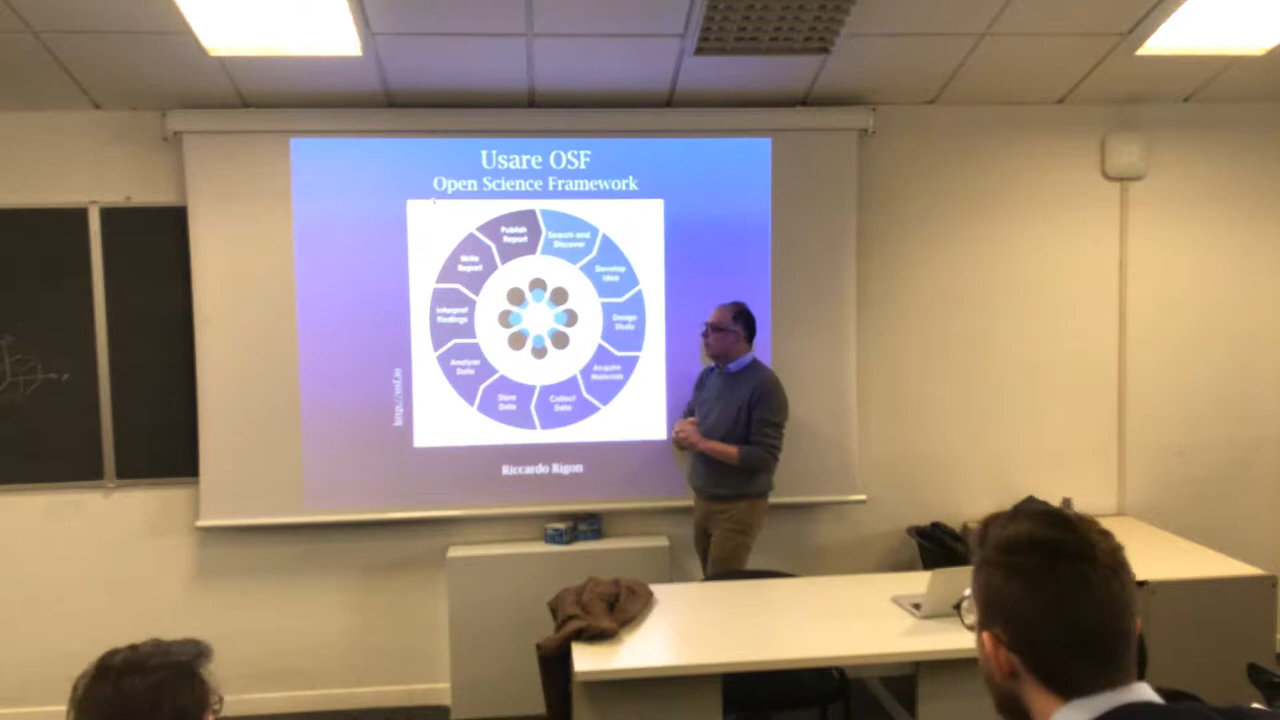 Usare OSF
Open Science Framework
Publish
Report
Search and
Discover
Write
Report
Develop
Idea
Interpret
Findings
Design
Study
Analyze
Data
Acquire
Materials
Store
Data
Collect
Data
http://osf.io
Riccardo Rigon